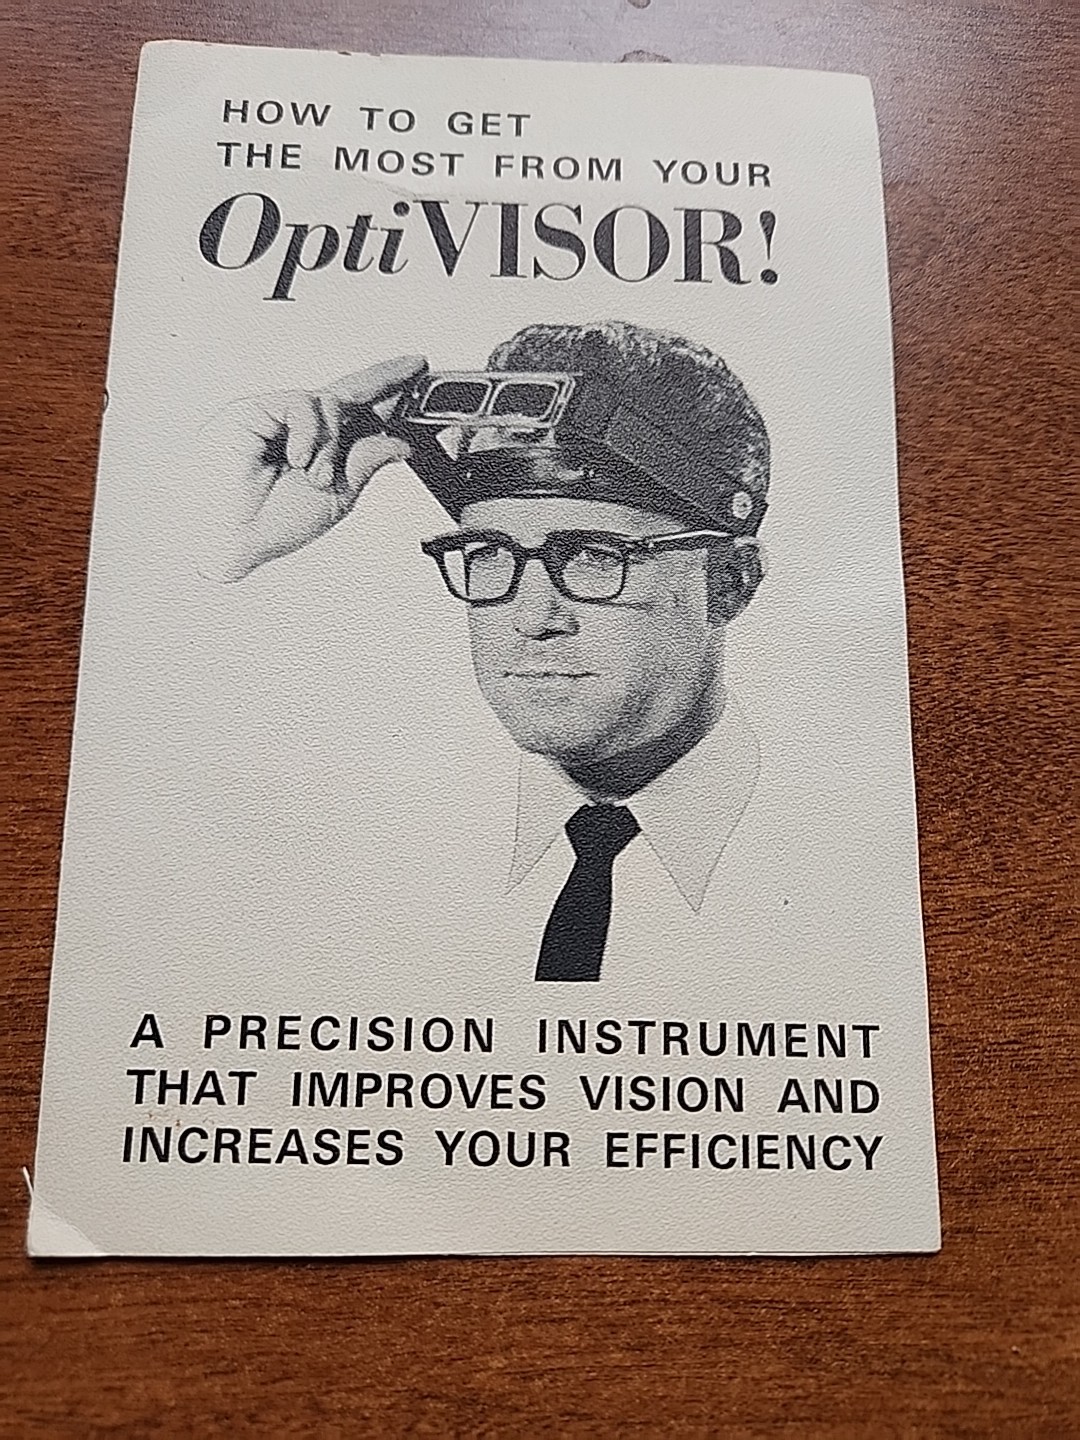 HOW TO GET
THE MOST FROM YOUR
OptiVISOR!
A PRECISION INSTRUMENT
THAT IMPROVES VISION AND
INCREASES YOUR EFFICIENCY